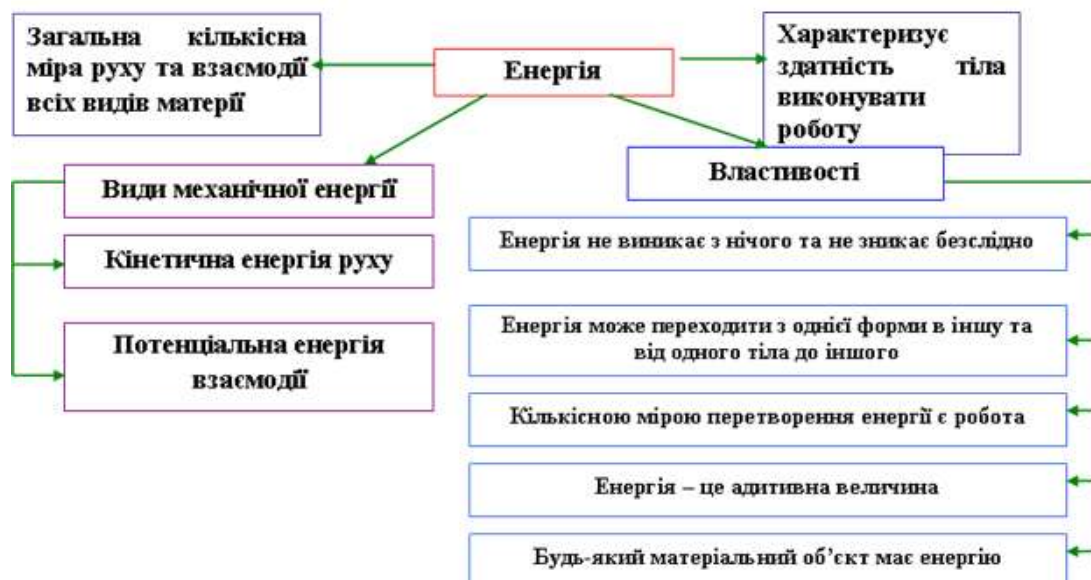 Загальна кількісна
міра руху та взаємодії
всіх видів матерії
Енергія
Характеризує
здатність тіла
виконувати
роботу
Види механічної енергії
Властивості
Кінетична енергія руху
Потенціальна енергія
взаємодії
Енергія не виникає з нічого та не зникає безслідно
Енергія може переходити з однієї форми в іншу та
від одного тіла до іншого
Кількісною мірою перетворення енергії є робота
Енергія – це адитивна величина
Будь-який матеріальний об’єкт має енергію